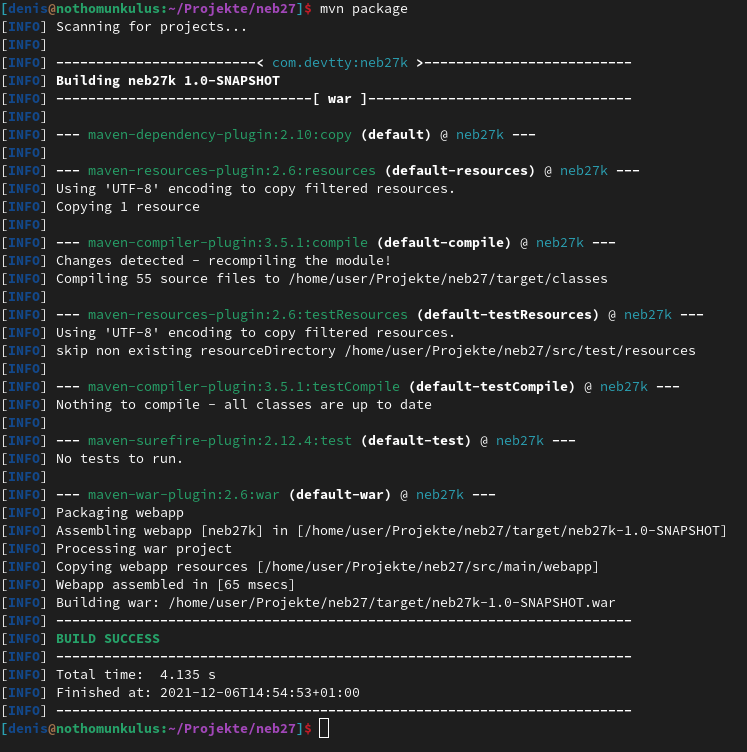 [denis@nothomunkulus:~/Projekte/neb27]$ mvn package
[INFO] Scanning for projects...
[INFO]
[INFO] -------------------------< com.devtty:neb27k >--------------------------
[INFO] Building neb27k 1.0-SNAPSHOT
[INFO] --------------------------------[ war ]---------------------------------
[INFO]
[INFO] --- maven-dependency-plugin:2.10:copy (default) @ neb27k ---
[INFO]
[INFO] --- maven-resources-plugin:2.6:resources (default-resources) @ neb27k ---
[INFO] Using 'UTF-8' encoding to copy filtered resources.
[INFO] Copying 1 resource
[INFO]
[INFO] --- maven-compiler-plugin:3.5.1:compile (default-compile) @ neb27k ---
[INFO] Changes detected - recompiling the module!
[INFO] Compiling 55 source files to /home/user/Projekte/neb27/target/classes
[INFO]
[INFO] --- maven-resources-plugin:2.6:testResources (default-testResources) @ neb27k ---
[INFO] Using 'UTF-8' encoding to copy filtered resources.
[INFO] skip non existing resourceDirectory /home/user/Projekte/neb27/src/test/resources
[INFO]
[INFO] --- maven-compiler-plugin:3.5.1:testCompile (default-testCompile) @ neb27k ---
[INFO] Nothing to compile - all classes are up to date
[INFO]
[INFO] --- maven-surefire-plugin:2.12.4:test (default-test) @ neb27k ---
[INFO] No tests to run.
[INFO]
[INFO] --- maven-war-plugin:2.6:war (default-war) @ neb27k ---
[INFO] Packaging webapp
[INFO] Assembling webapp [neb27k] in [/home/user/Projekte/neb27/target/neb27k-1.0-SNAPSHOT]
[INFO] Processing war project
[INFO] Copying webapp resources [/home/user/Projekte/neb27/src/main/webapp]
[INFO] Webapp assembled in [65 msecs]
[INFO] Building war: /home/user/Projekte/neb27/target/neb27k-1.0-SNAPSHOT.war
[INFO] ------------------------------------------------------------------------
[INFO] BUILD SUCCESS
[INFO] ------------------------------------------------------------------------
[INFO] Total time:  4.135 s
[INFO] Finished at: 2021-12-06T14:54:53+01:00
[INFO] ------------------------------------------------------------------------
[denis@nothomunkulus:~/Projekte/neb27]$